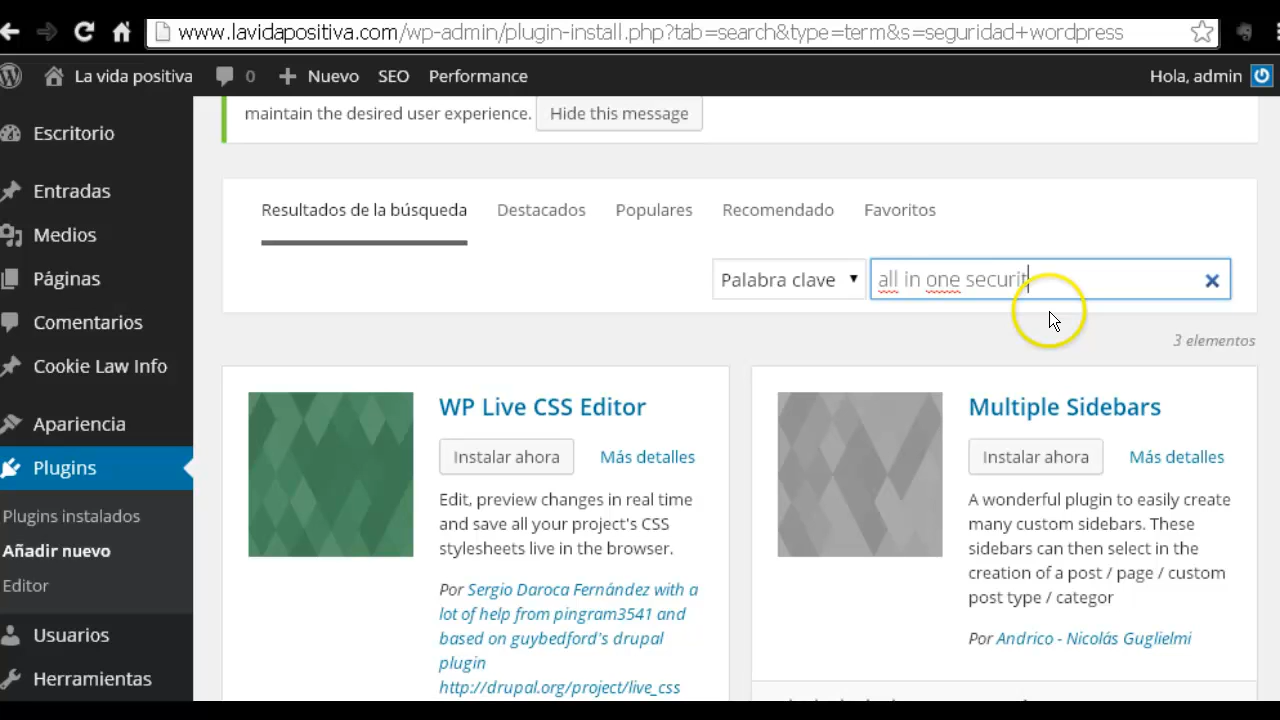 www.lavidapositiva.com/wp-admin/plugin-install.php?tab=search&type=term&s=seguridad+wordpress
La vida positiva 0 Nuevo SEO Performance Hola, admin
maintain the desired user experience. Hide this message
Escritorio
Entradas
Medios
Páginas
Comentarios
Cookie Law Info
Apariencia
Plugins
Plugins instalados
Añadir nuevo
Editor
Usuarios
Herramientas
Resultados de la búsqueda Destacados Populares Recomendado Favoritos
Palabra clave all in one securit
3 elementos
WP Live CSS Editor
Instalar ahora Más detalles
Edit, preview changes in real time
and save all your project's CSS
stylesheets live in the browser.
Por Sergio Daroca Fernández with a
lot of help from pingram3541 and
based on guybedford's drupal
plugin
http://drupal.org/project/live_css
Multiple Sidebars
Instalar ahora Más detalles
A wonderful plugin to easily create
many custom sidebars. These
sidebars can then select in the
creation of a post / page / custom
post type / categor
Por Andrico - Nicolás Guglielmi